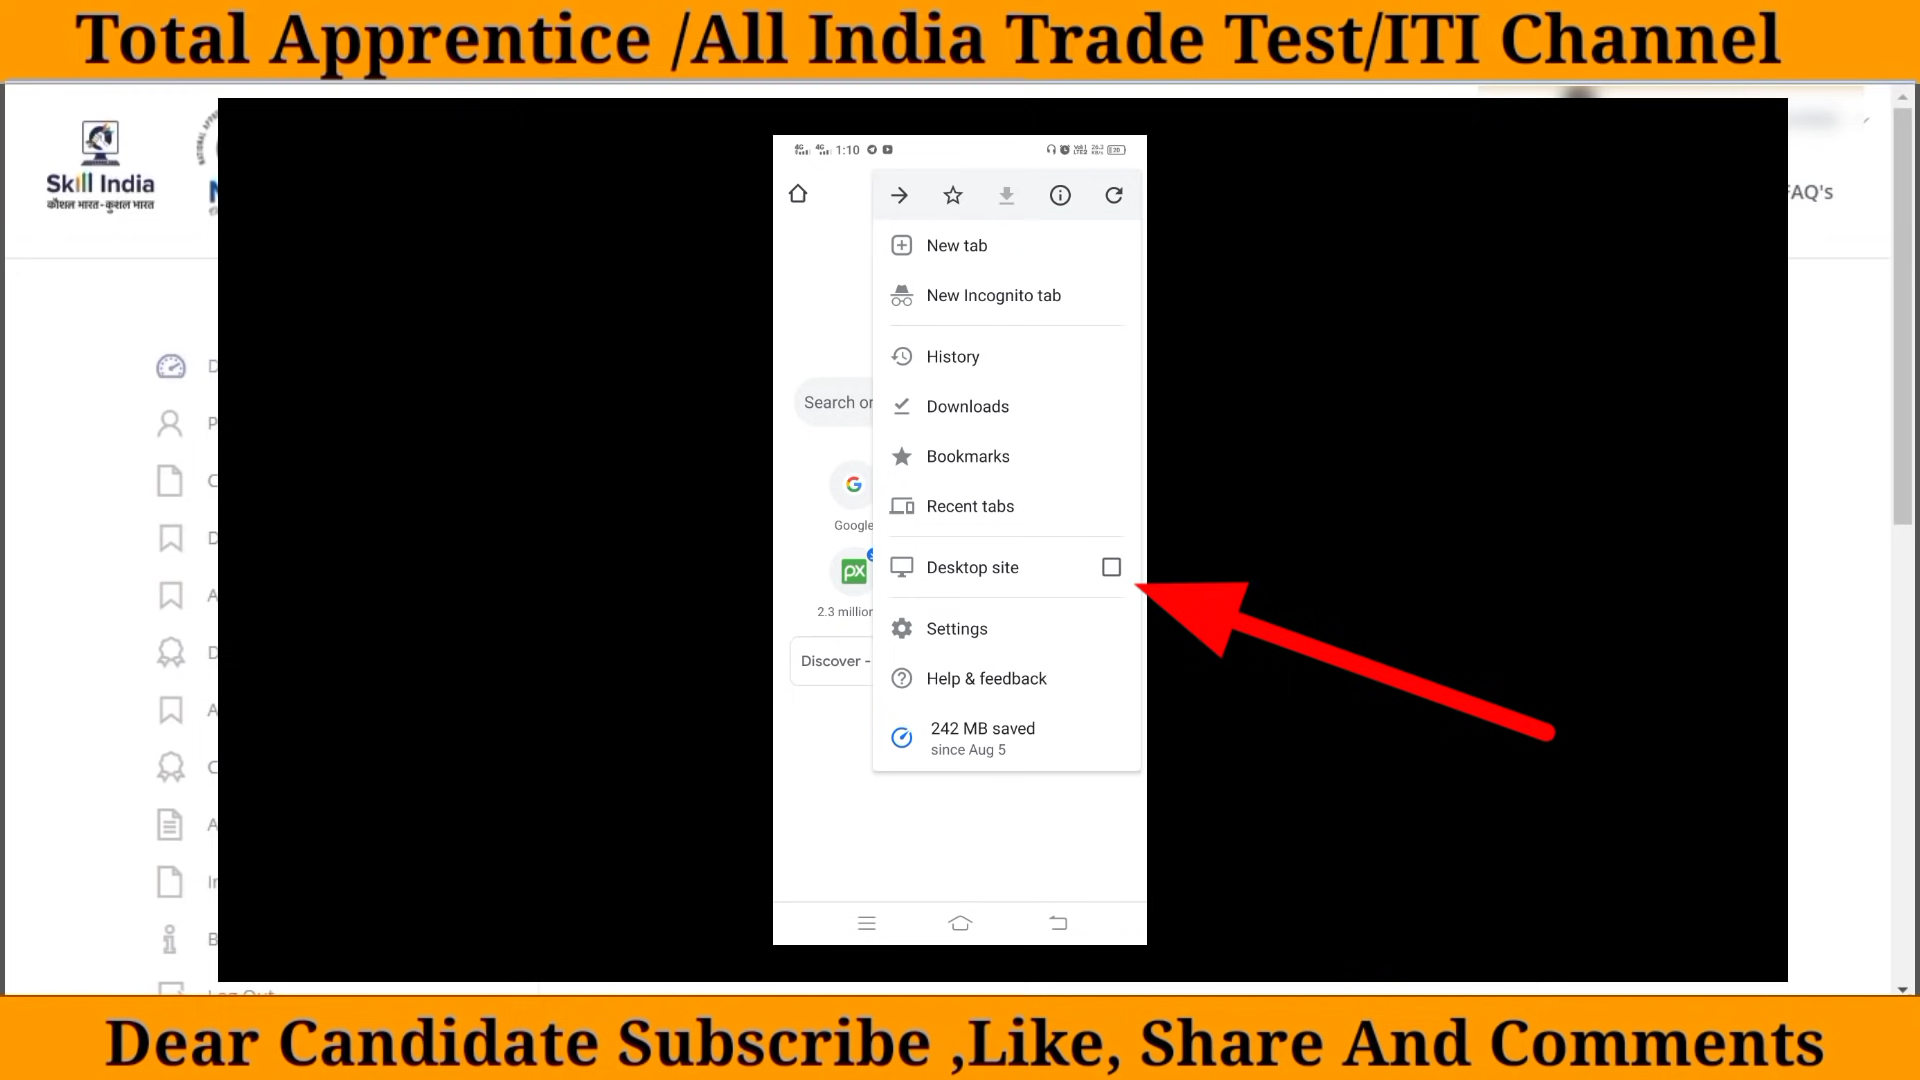 Total Apprentice /All India Trade Test/ITI Channel
Skill India
कौशल भारत - कुशल भारत
FAQ's
1:10
New tab
New Incognito tab
History
Search or
Downloads
Bookmarks
Recent tabs
Google
Desktop site
2.3 million
Settings
Discover -
Help & feedback
242 MB saved
since Aug 5
Dear Candidate Subscribe ,Like, Share And Comments